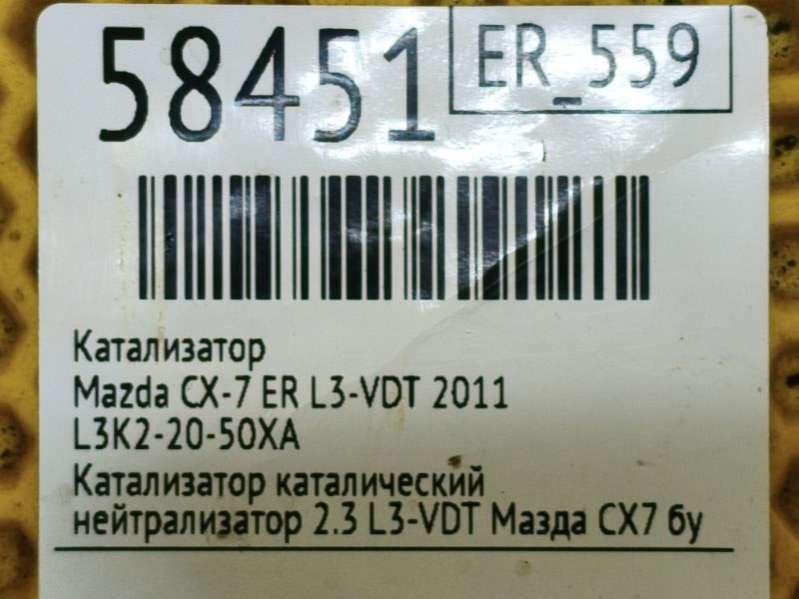 58451
ER_559
Катализатор
Mazda CX-7 ER L3-VDT 2011
L3K2-20-50XA
Катализатор каталический
нейтрализатор 2.3 L3-VDT Мазда СХ7 бу